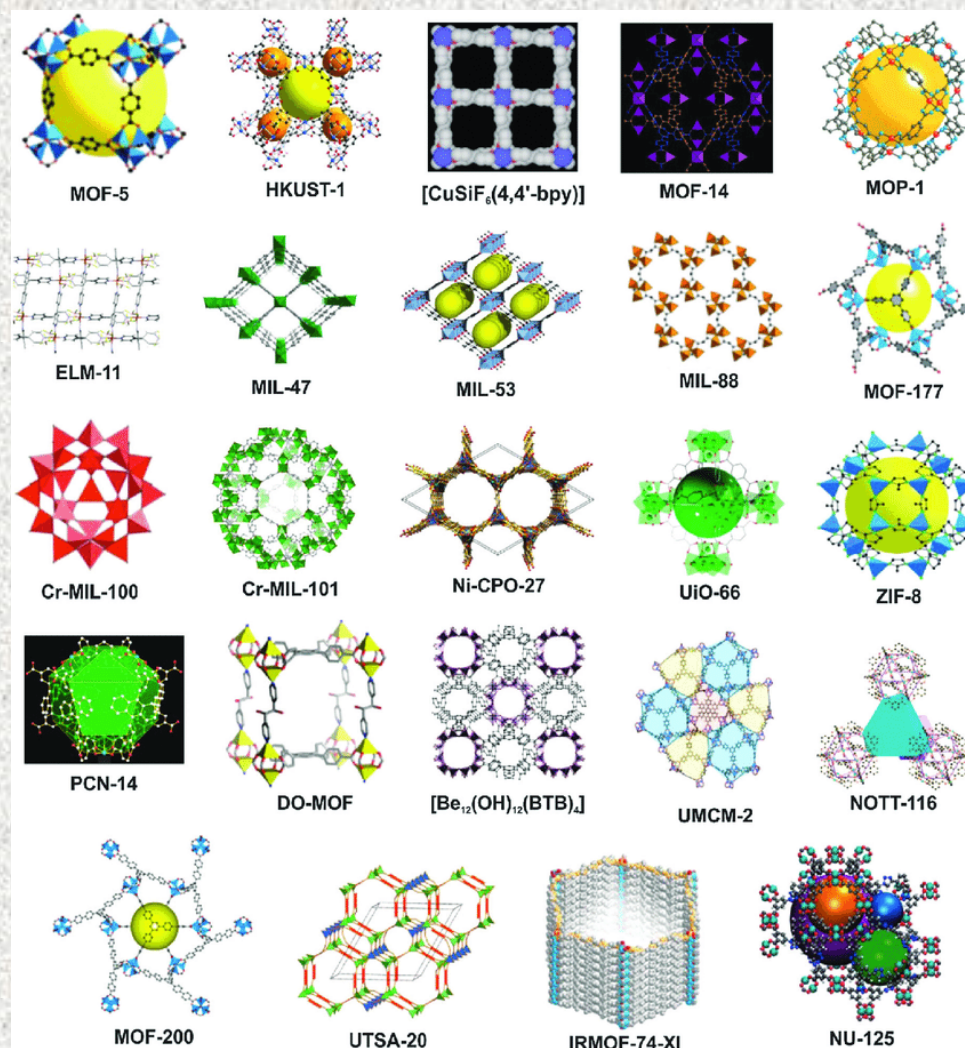 MOF-5
HKUST-1
[CuSiF₆(4,4'-bpy)]
MOF-14
MOP-1
ELM-11
MIL-47
MIL-53
MIL-88
MOF-177
Cr-MIL-100
Cr-MIL-101
Ni-CPO-27
UiO-66
ZIF-8
PCN-14
DO-MOF
[Be₁₂(OH)₁₂(BTB)₄]
UMCM-2
NOTT-116
MOF-200
UTSA-20
IRMOF-74-XI
NU-125